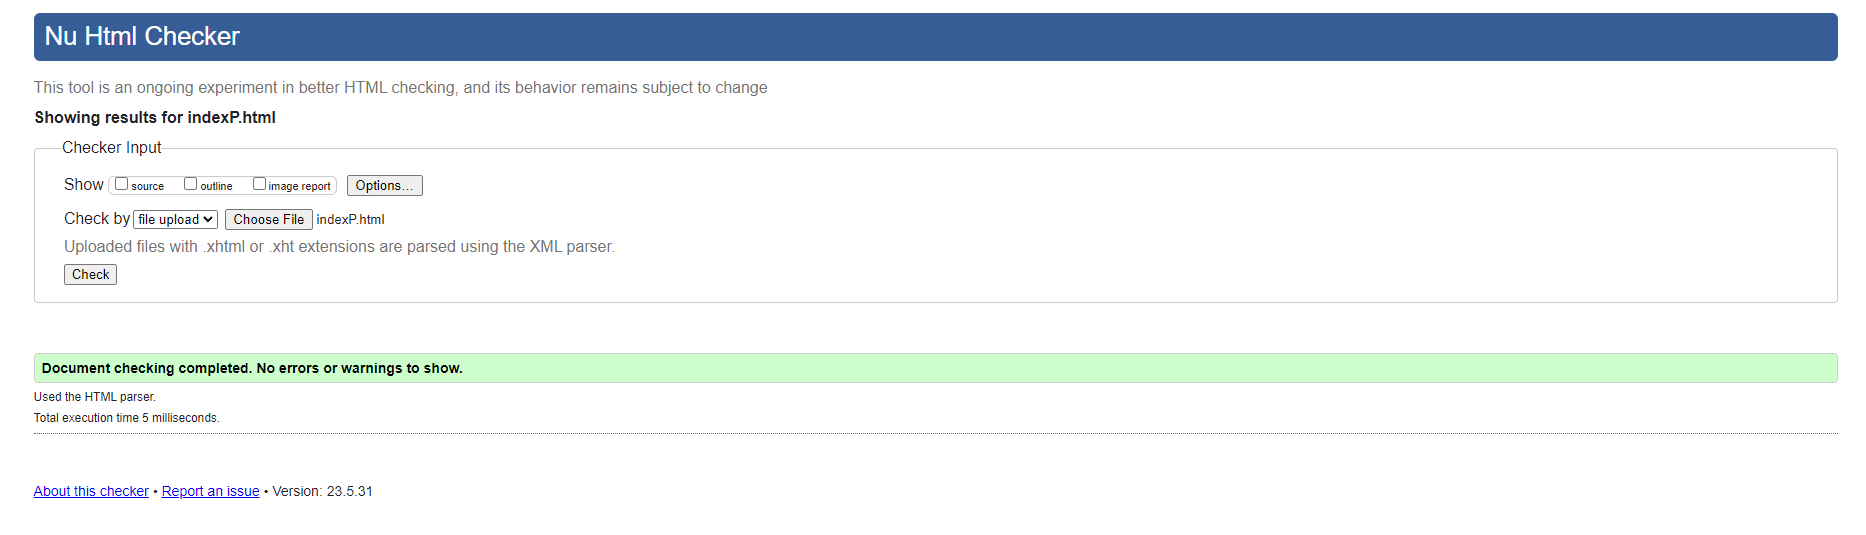 Nu Html Checker
This tool is an ongoing experiment in better HTML checking, and its behavior remains subject to change
Showing results for indexP.html
Checker Input
Show source outline image report Options...
Check by file upload Choose File indexP.html
Uploaded files with .xhtml or .xht extensions are parsed using the XML parser.
Check
Document checking completed. No errors or warnings to show.
Used the HTML parser.
Total execution time 5 milliseconds.
About this checker • Report an issue • Version: 23.5.31